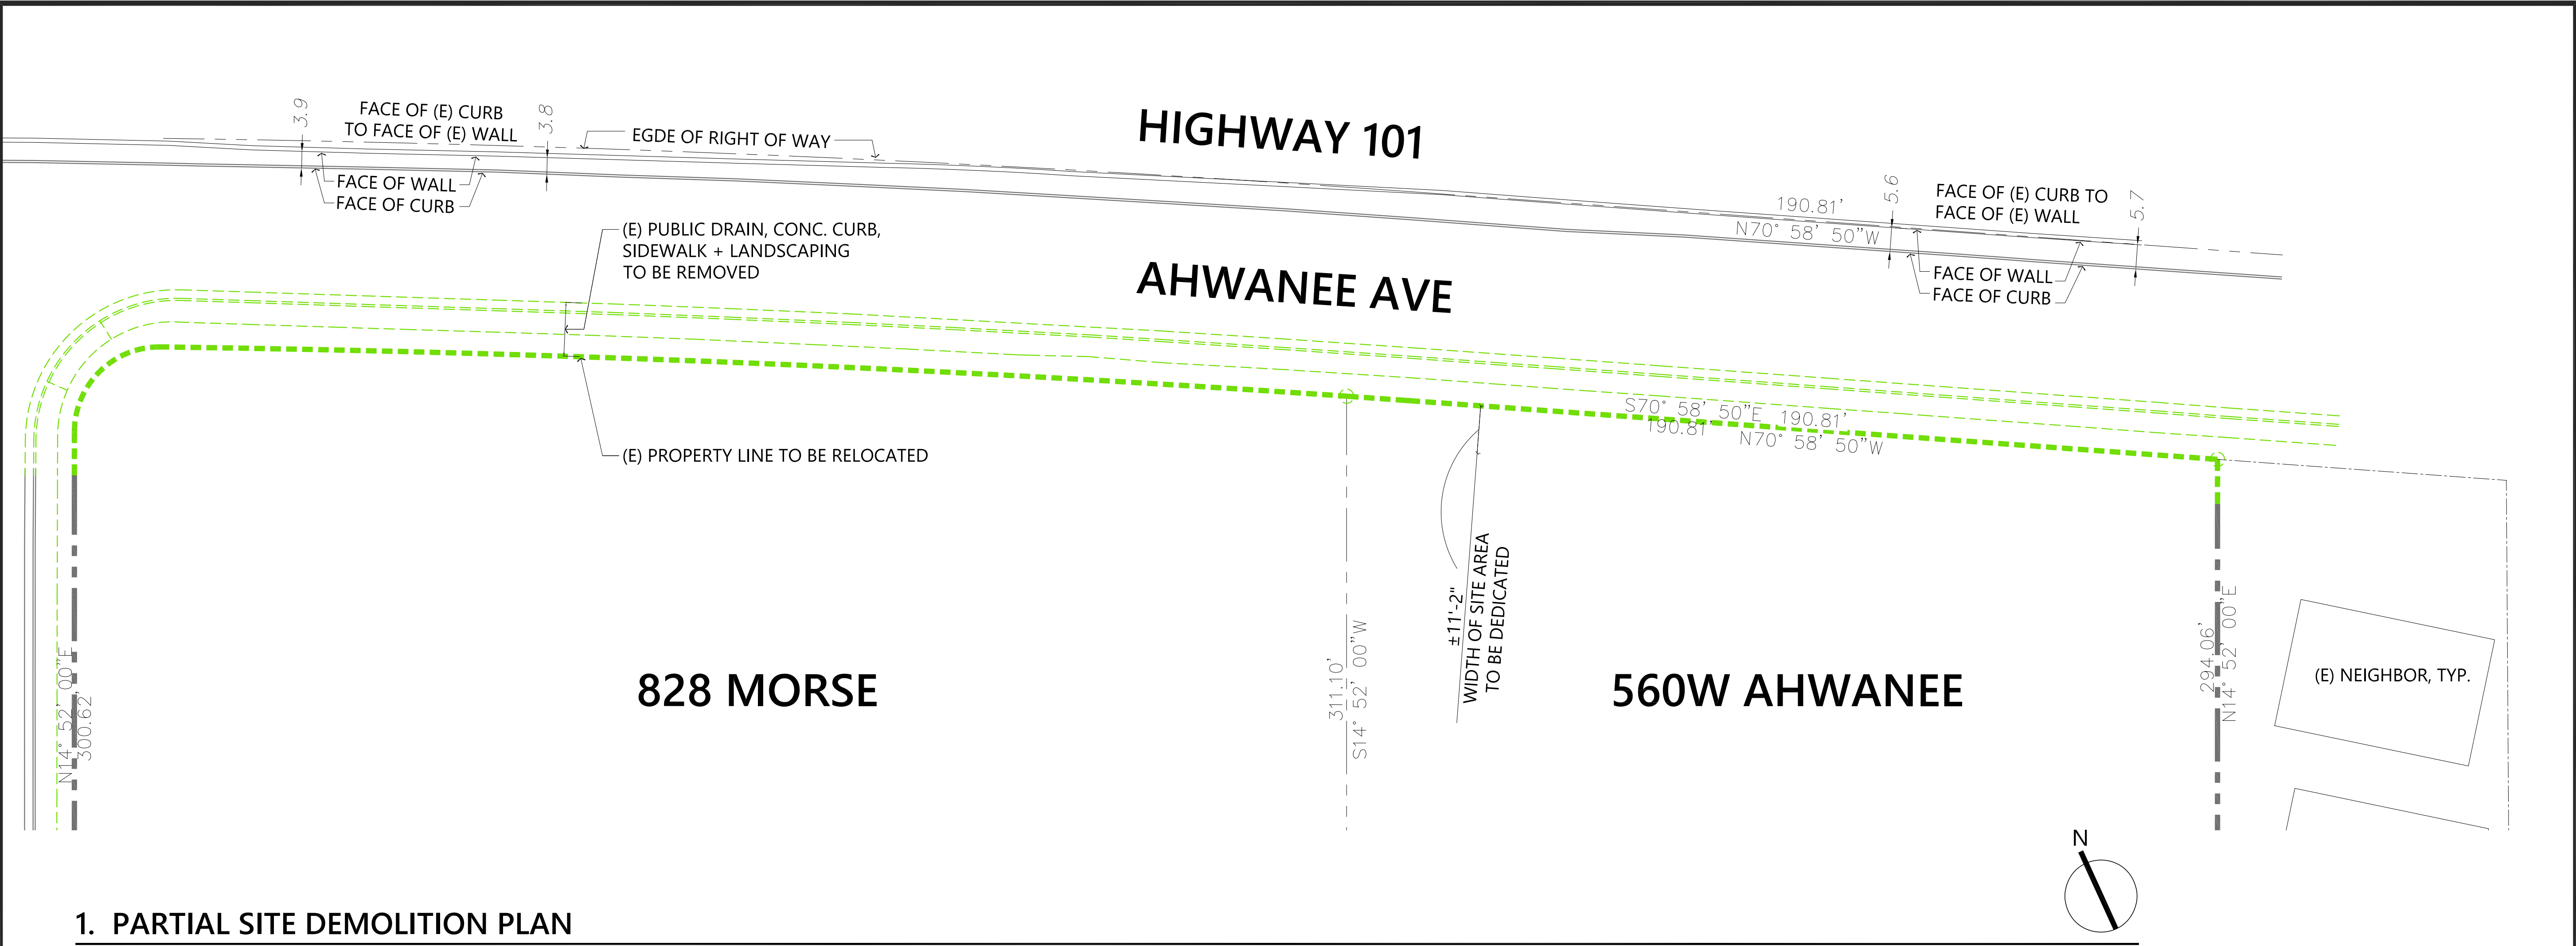 HIGHWAY 101
3.9
FACE OF (E) CURB
TO FACE OF (E) WALL
3.8
EGDE OF RIGHT OF WAY
FACE OF WALL
FACE OF CURB
190.81'
N70° 58' 50"W
5.6
FACE OF (E) CURB TO
FACE OF (E) WALL
5.7
FACE OF WALL
FACE OF CURB
(E) PUBLIC DRAIN, CONC. CURB,
SIDEWALK + LANDSCAPING
TO BE REMOVED
AHWANEE AVE
S70° 58' 50"E 190.81'
190.81' N70° 58' 50"W
(E) PROPERTY LINE TO BE RELOCATED
±11'-2"
WIDTH OF SITE AREA
TO BE DEDICATED
N14° 52' 00"E
300.62'
828 MORSE
311.10'
S14° 52' 00"W
560W AHWANEE
294.06'
N14° 52' 00"E
(E) NEIGHBOR, TYP.
N
1. PARTIAL SITE DEMOLITION PLAN